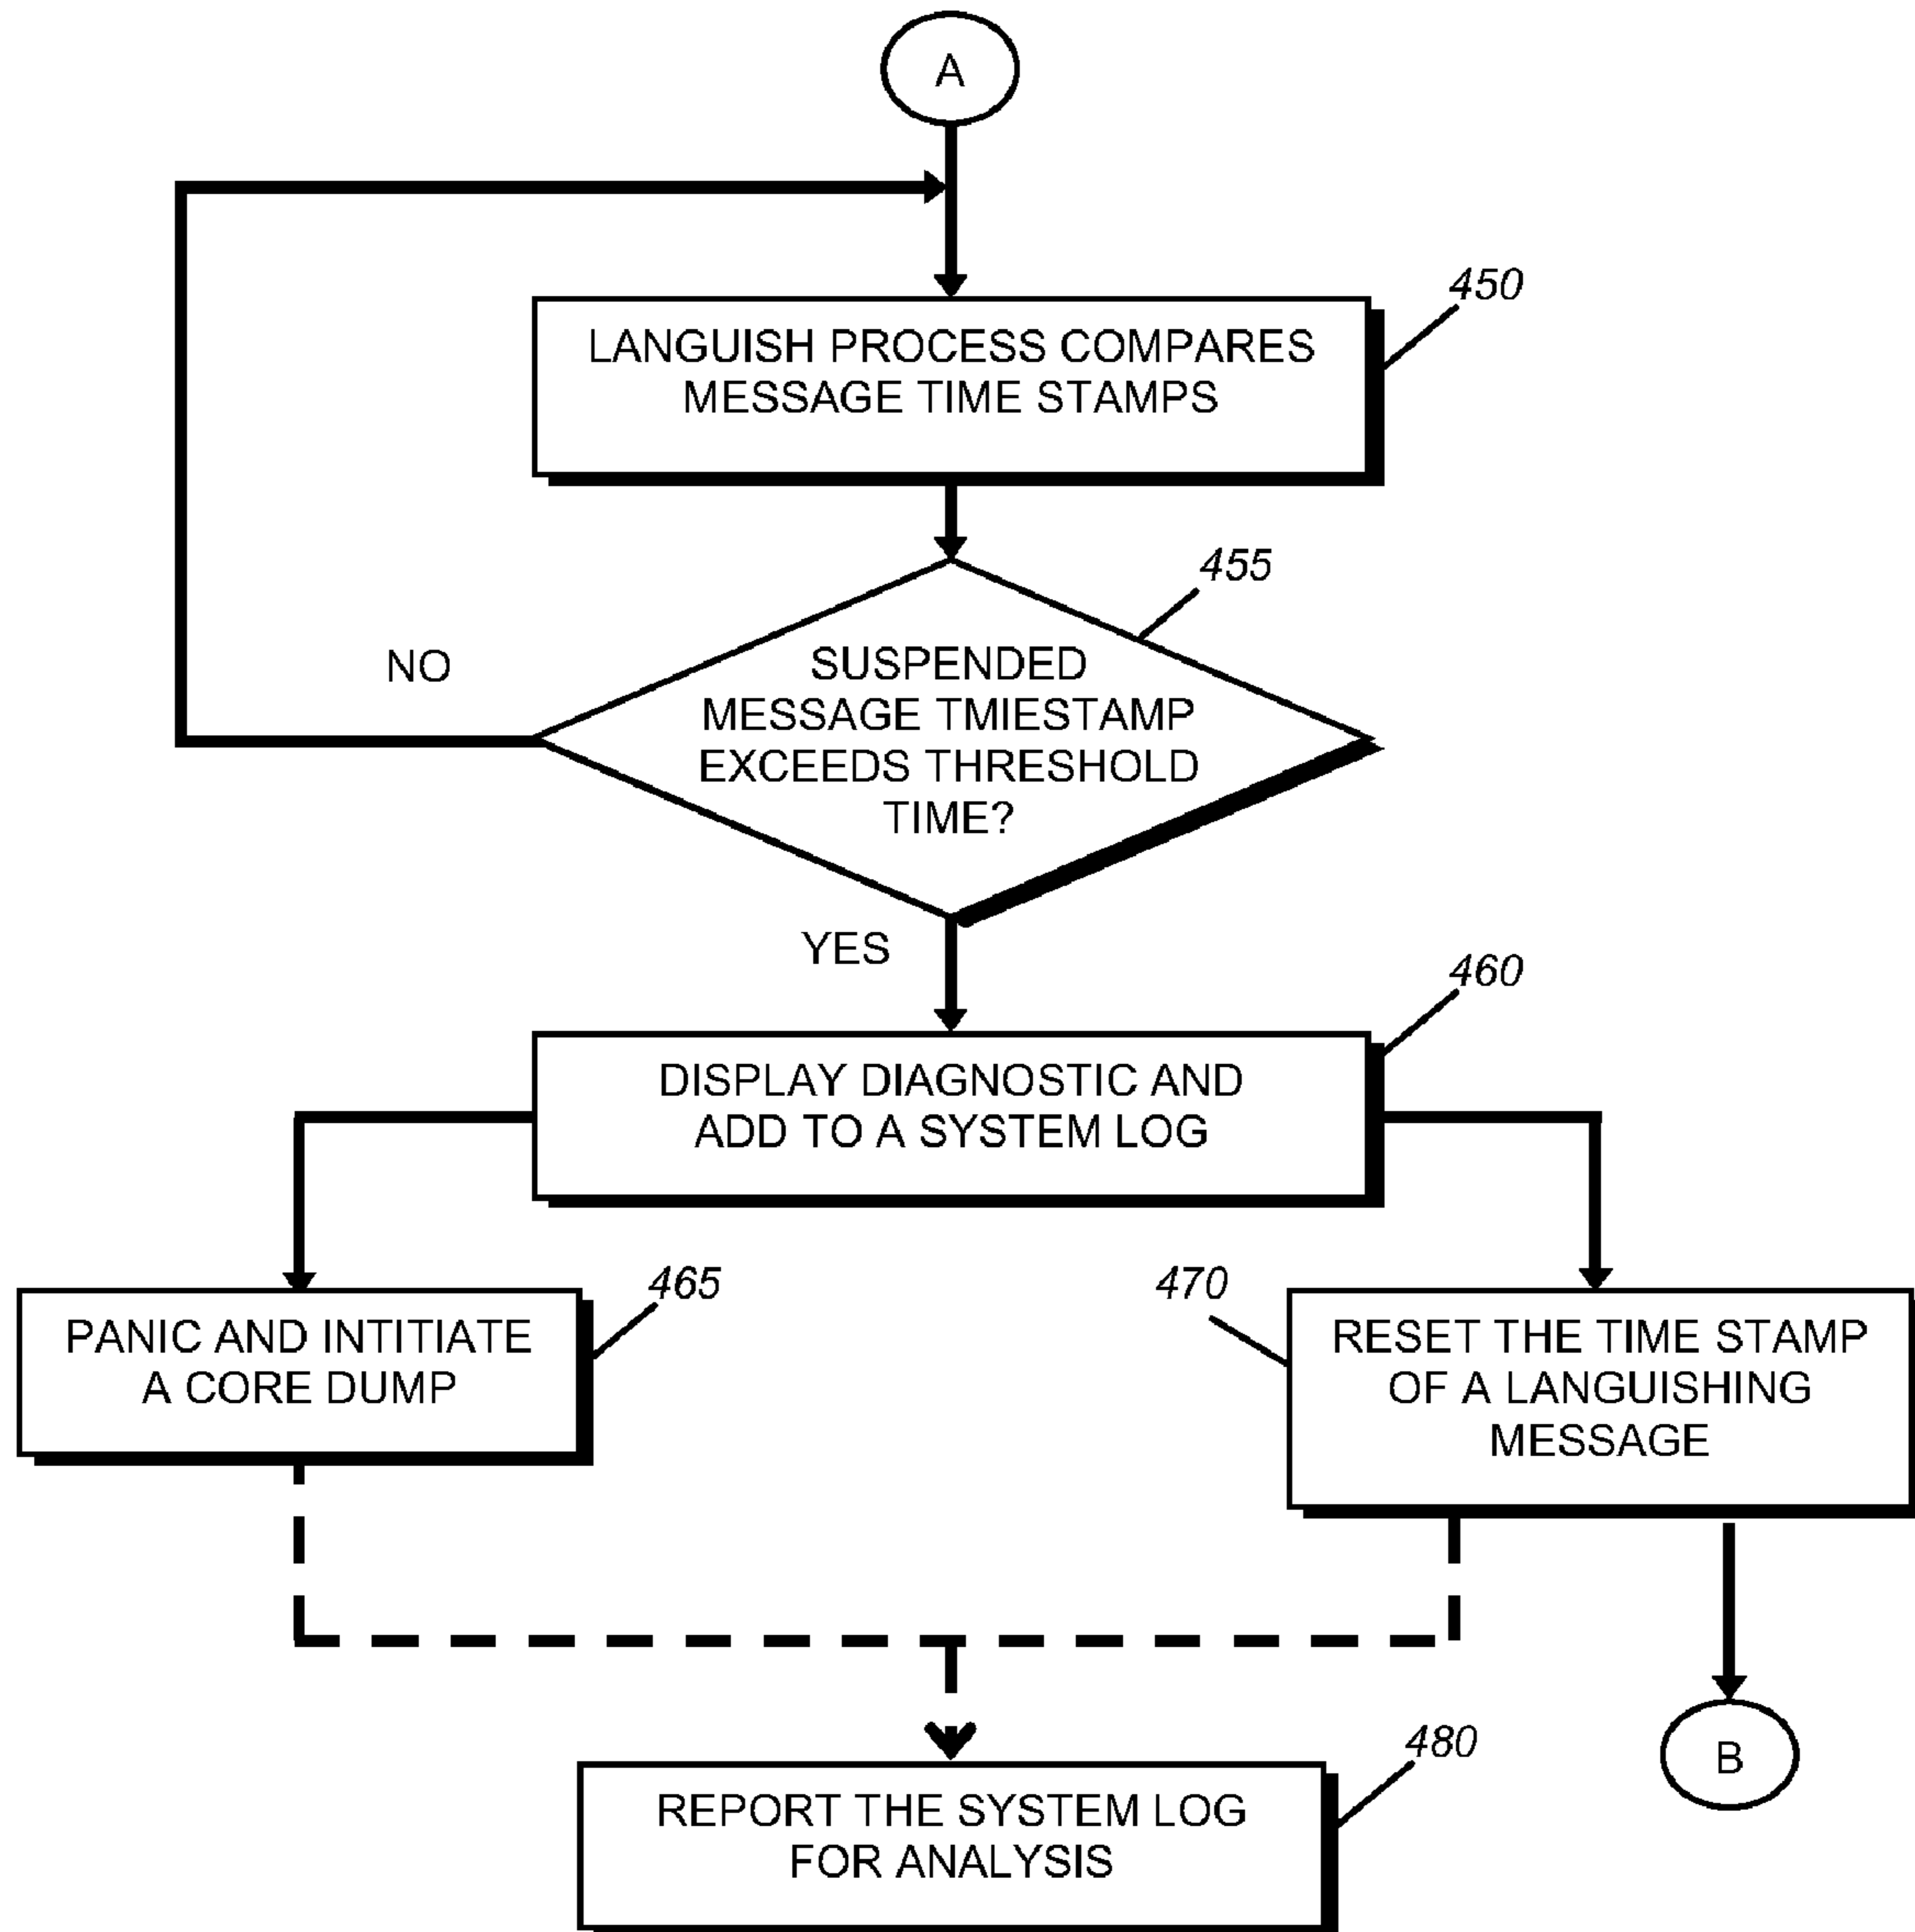 A
450
LANGUISH PROCESS COMPARES
MESSAGE TIME STAMPS
455
NO
SUSPENDED
MESSAGE TMIESTAMP
EXCEEDS THRESHOLD
TIME?
YES
460
DISPLAY DIAGNOSTIC AND
ADD TO A SYSTEM LOG
465
PANIC AND INTITIATE
A CORE DUMP
470
RESET THE TIME STAMP
OF A LANGUISHING
MESSAGE
480
REPORT THE SYSTEM LOG
FOR ANALYSIS
B